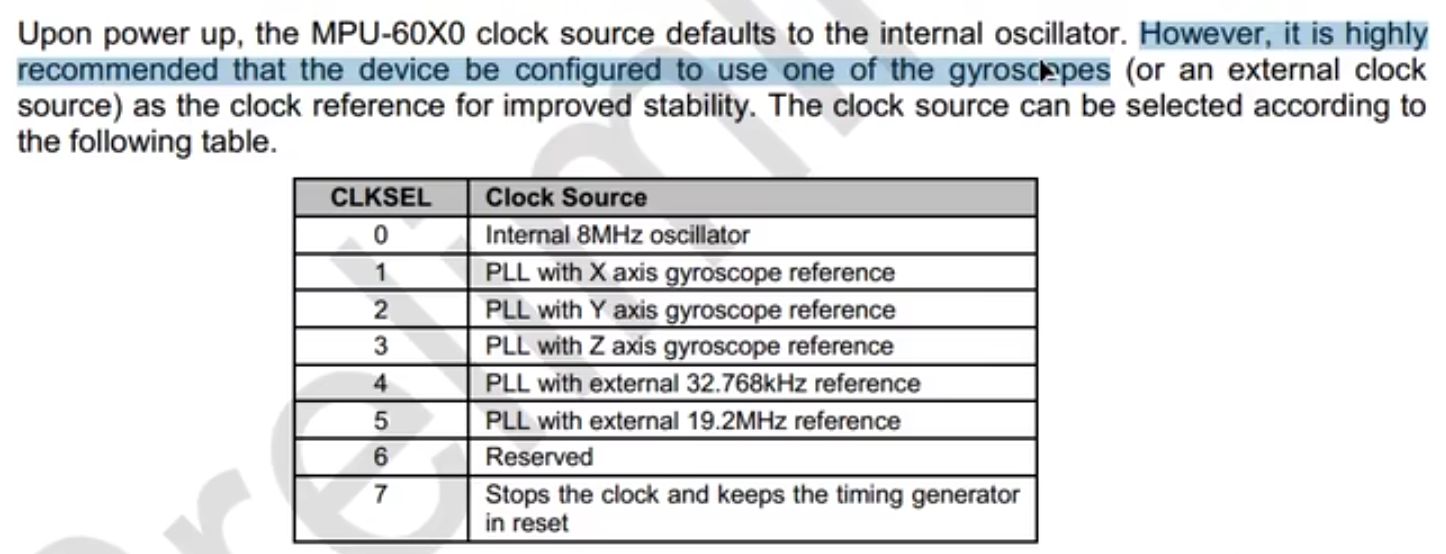 Upon power up, the MPU-60X0 clock source defaults to the internal oscillator. However, it is highly
recommended that the device be configured to use one of the gyroscopes (or an external clock
source) as the clock reference for improved stability. The clock source can be selected according to
the following table.
CLKSEL Clock Source
0 Internal 8MHz oscillator
1 PLL with X axis gyroscope reference
2 PLL with Y axis gyroscope reference
3 PLL with Z axis gyroscope reference
4 PLL with external 32.768kHz reference
5 PLL with external 19.2MHz reference
6 Reserved
7 Stops the clock and keeps the timing generator
in reset
relimi